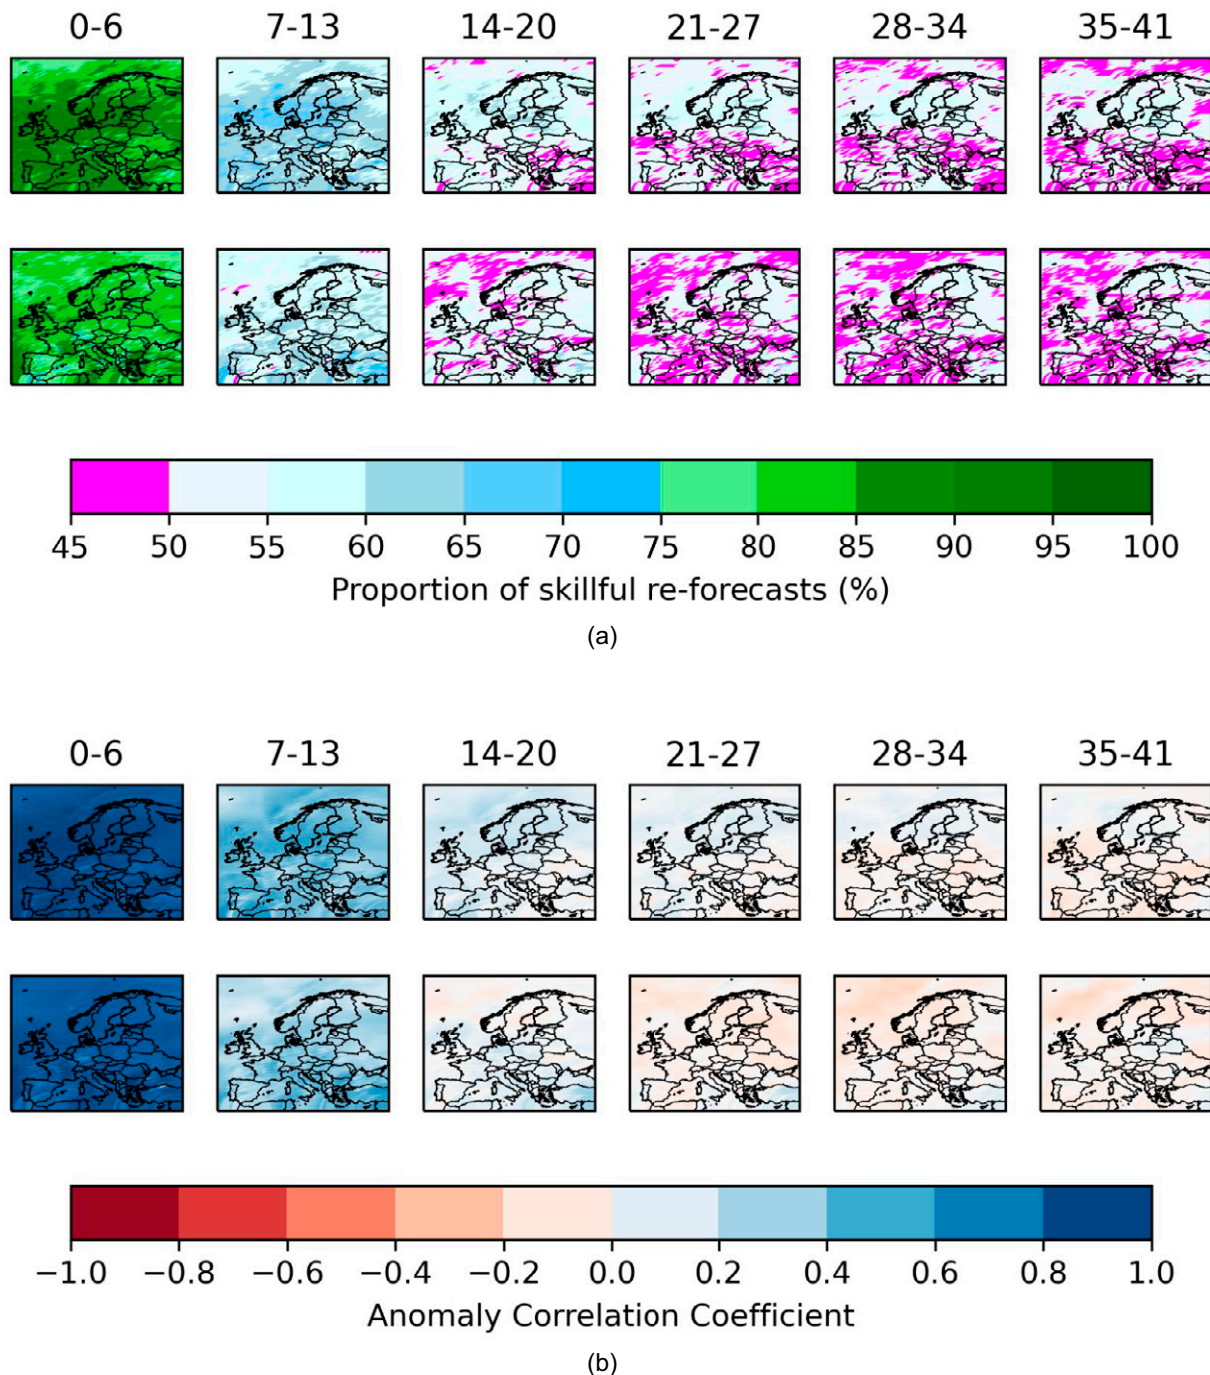 0-6 7-13 14-20 21-27 28-34 35-41
45 50 55 60 65 70 75 80 85 90 95 100
Proportion of skillful re-forecasts (%)
(a)
0-6 7-13 14-20 21-27 28-34 35-41
−1.0 −0.8 −0.6 −0.4 −0.2 0.0 0.2 0.4 0.6 0.8 1.0
Anomaly Correlation Coefficient
(b)